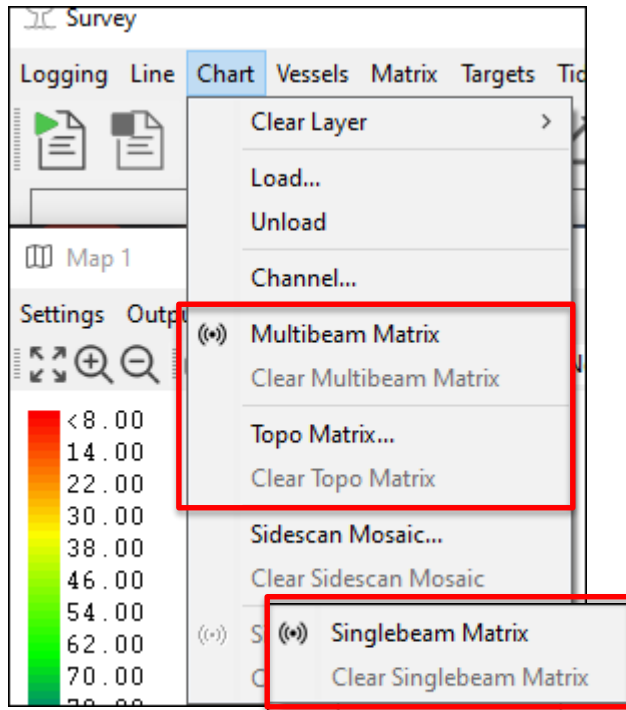 Survey
Logging Line Chart Vessels Matrix Targets
Clear Layer
Load...
Unload
Map 1
Channel...
Settings
Multibeam Matrix
Clear Multibeam Matrix
<8.00
14.00
Topo Matrix...
22.00
Clear Topo Matrix
30.00
38.00
Sidescan Mosaic...
46.00
Clear Sidescan Mosaic
54.00
62.00
S
Singlebeam Matrix
70.00
C
Clear Singlebeam Matrix